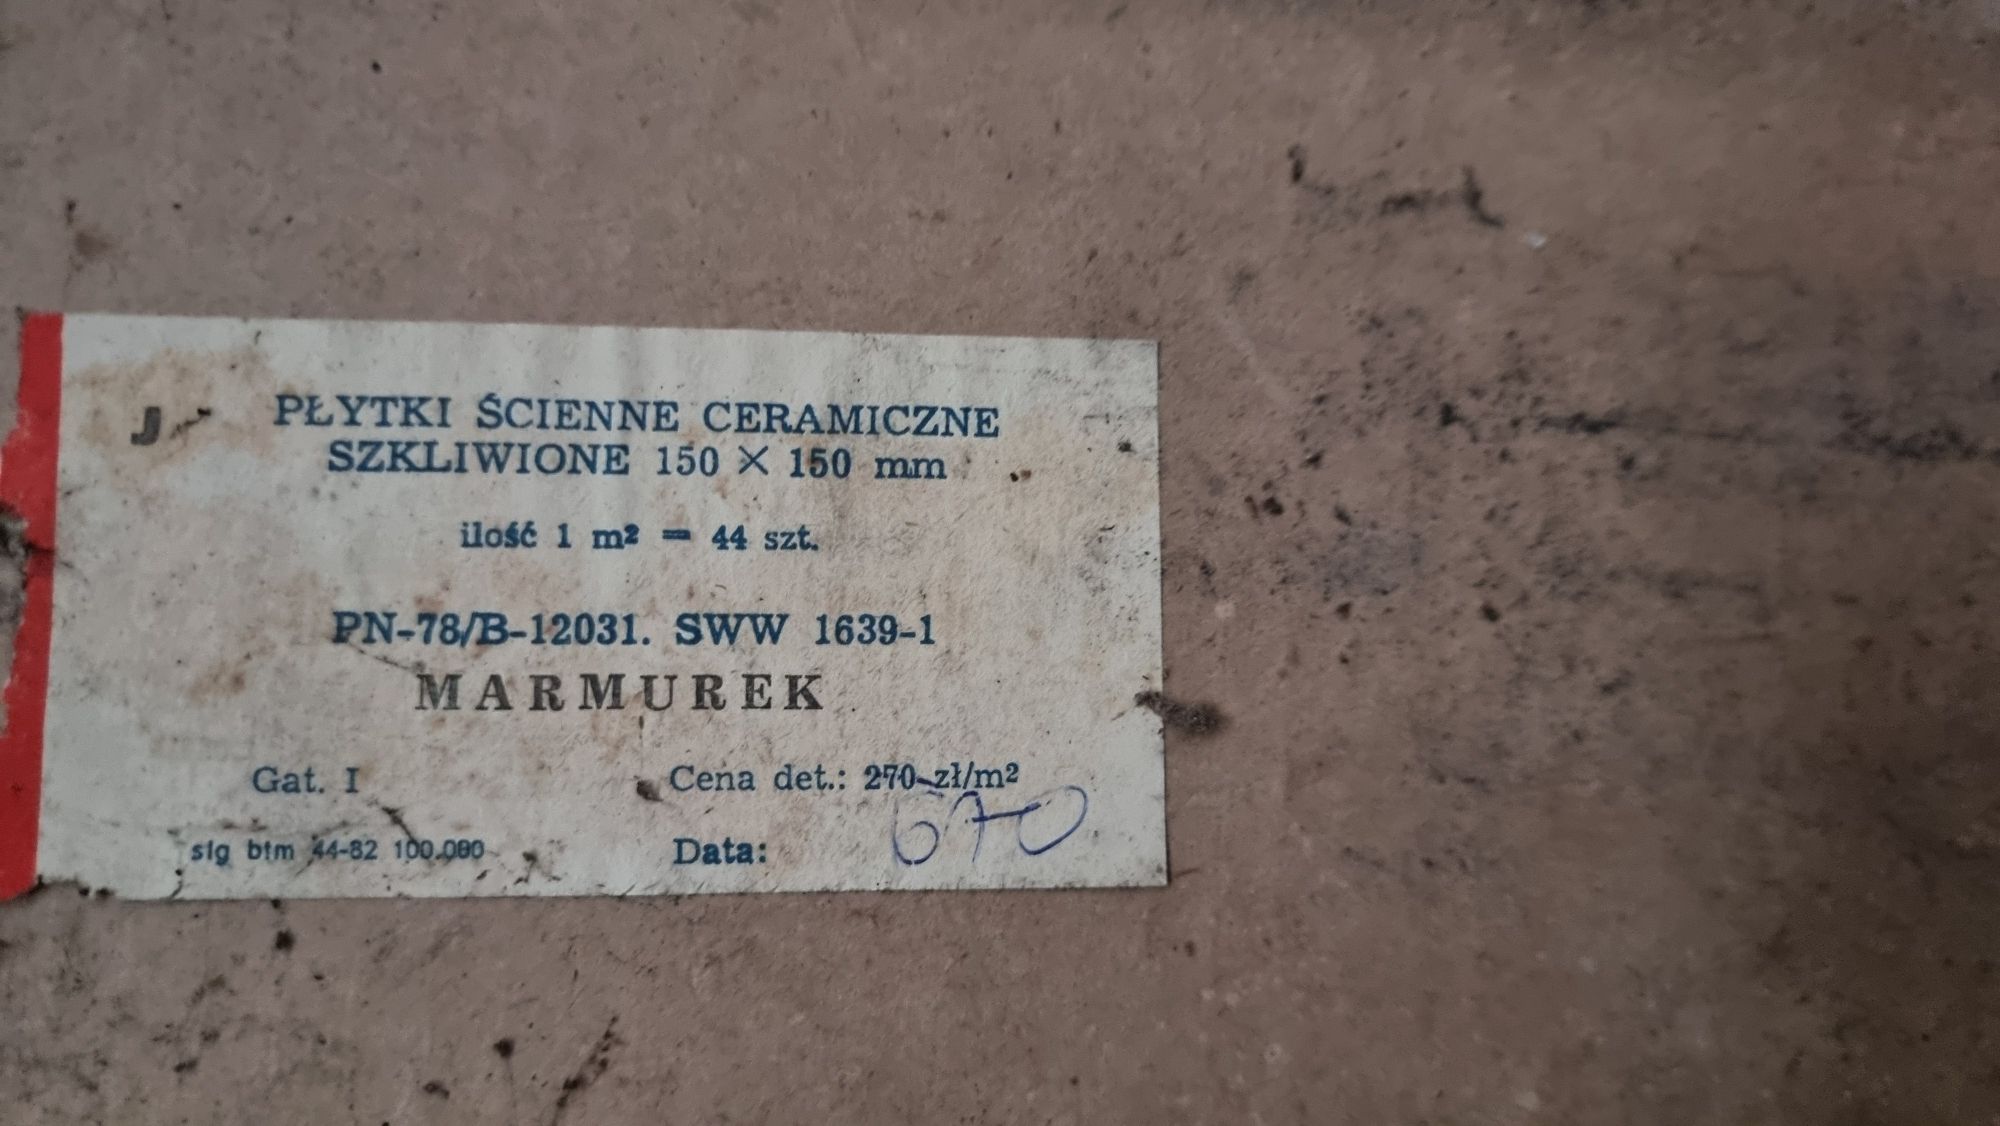 J
PŁYTKI ŚCIENNE CERAMICZNE
SZKLIWIONE 150 × 150 mm
ilość 1 m² = 44 szt.
PN-78/B-12031. SWW 1639-1
MARMUREK
Gat. I Cena det.: 270 zł/m²
670
sig btm 44-82 100.000 Data: